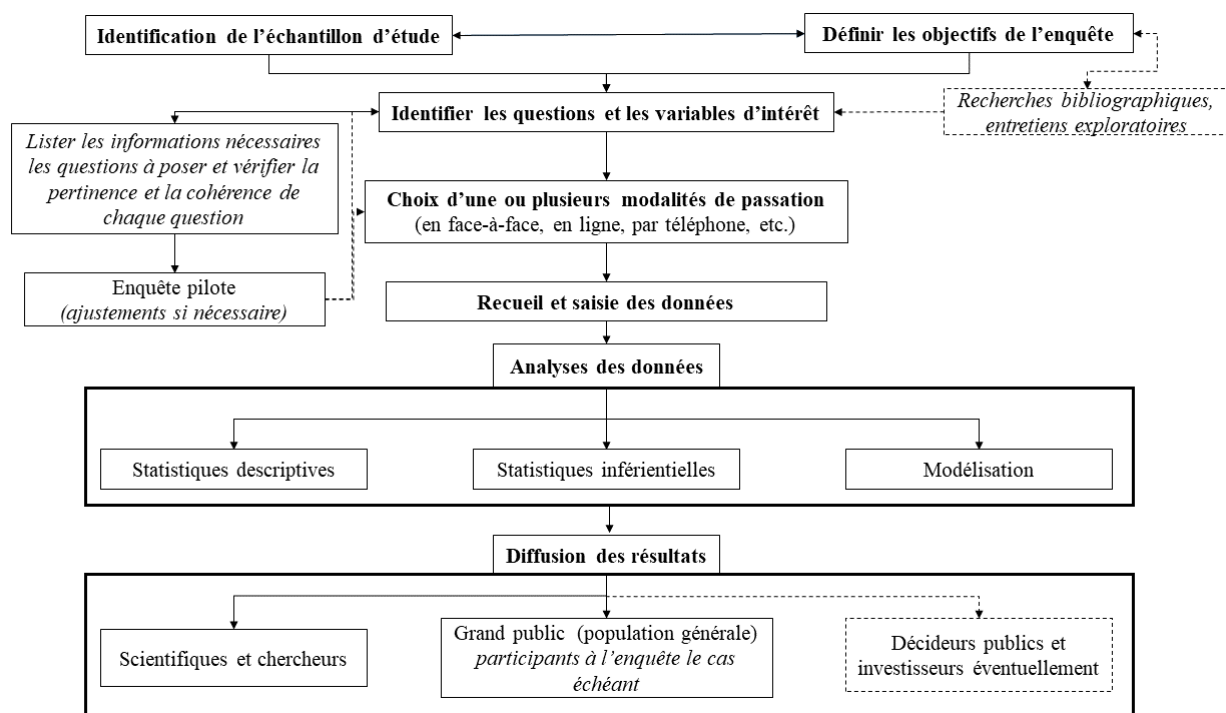 Identification de l’échantillon d’étude
Définir les objectifs de l’enquête
Identifier les questions et les variables d’intérêt
Recherches bibliographiques,
entretiens exploratoires
Lister les informations nécessaires
les questions à poser et vérifier la
pertinence et la cohérence de
chaque question
Choix d’une ou plusieurs modalités de passation
(en face-à-face, en ligne, par téléphone, etc.)
Enquête pilote
(ajustements si nécessaire)
Recueil et saisie des données
Analyses des données
Statistiques descriptives
Statistiques inférientielles
Modélisation
Diffusion des résultats
Scientifiques et chercheurs
Grand public (population générale)
participants à l’enquête le cas
échéant
Décideurs publics et
investisseurs éventuellement